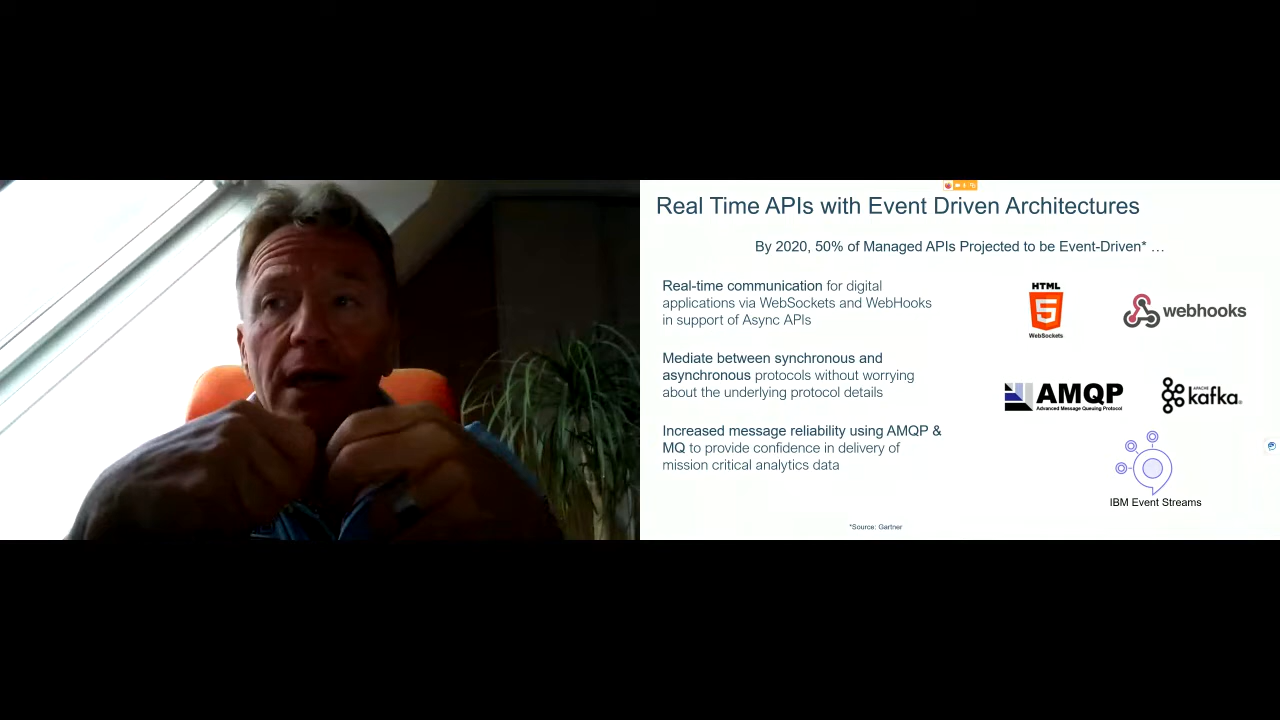 Real Time APIs with Event Driven Architectures
By 2020, 50% of Managed APIs Projected to be Event-Driven* ...
Real-time communication for digital
applications via WebSockets and WebHooks
in support of Async APIs
HTML
5
WebSockets
webhooks
Mediate between synchronous and
asynchronous protocols without worrying
about the underlying protocol details
AMQP
Advanced Message Queuing Protocol
APACHE
kafka®
Increased message reliability using AMQP &
MQ to provide confidence in delivery of
mission critical analytics data
IBM Event Streams
*Source: Gartner